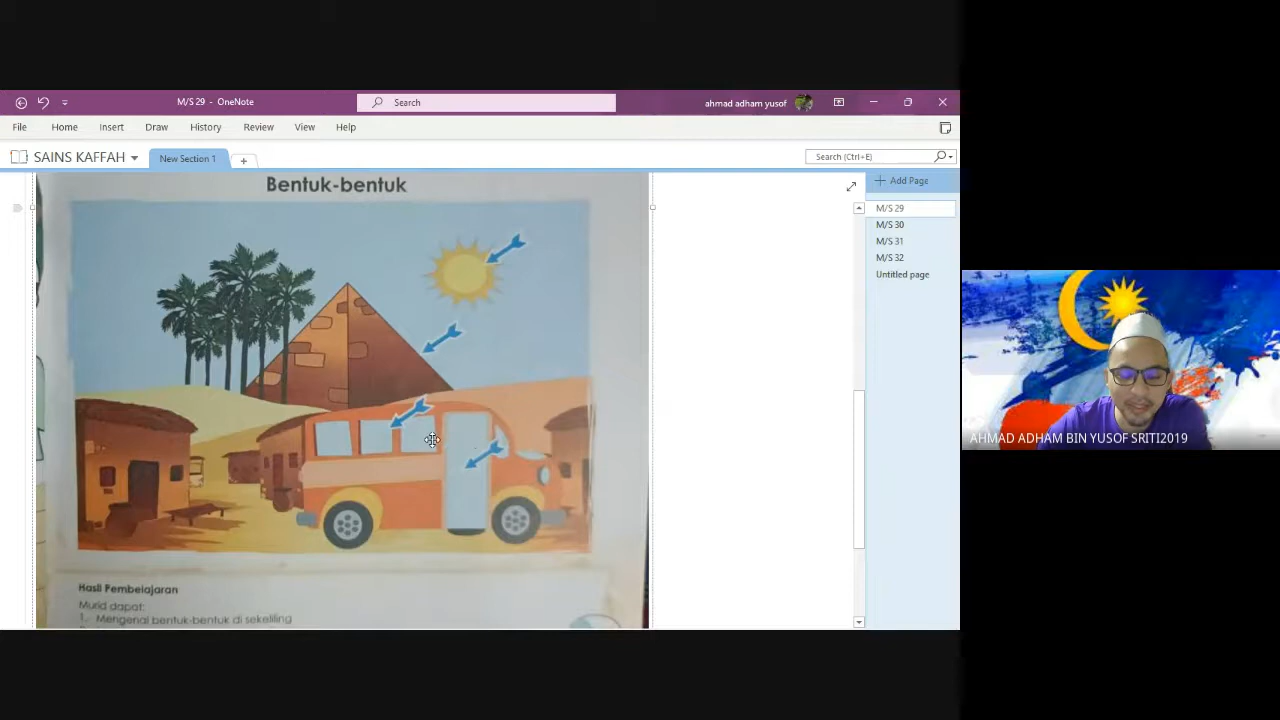 M/S 29 - OneNote
Search
ahmad adham yusof
File Home Insert Draw History Review View Help
SAINS KAFFAH
New Section 1
Search (Ctrl+E)
Add Page
M/S 29
M/S 30
M/S 31
M/S 32
Untitled page
Bentuk-bentuk
Hasil Pembelajaran
Murid dapat:
1. Mengenal bentuk-bentuk di sekeliling
AHMAD ADHAM BIN YUSOF SRITI2019